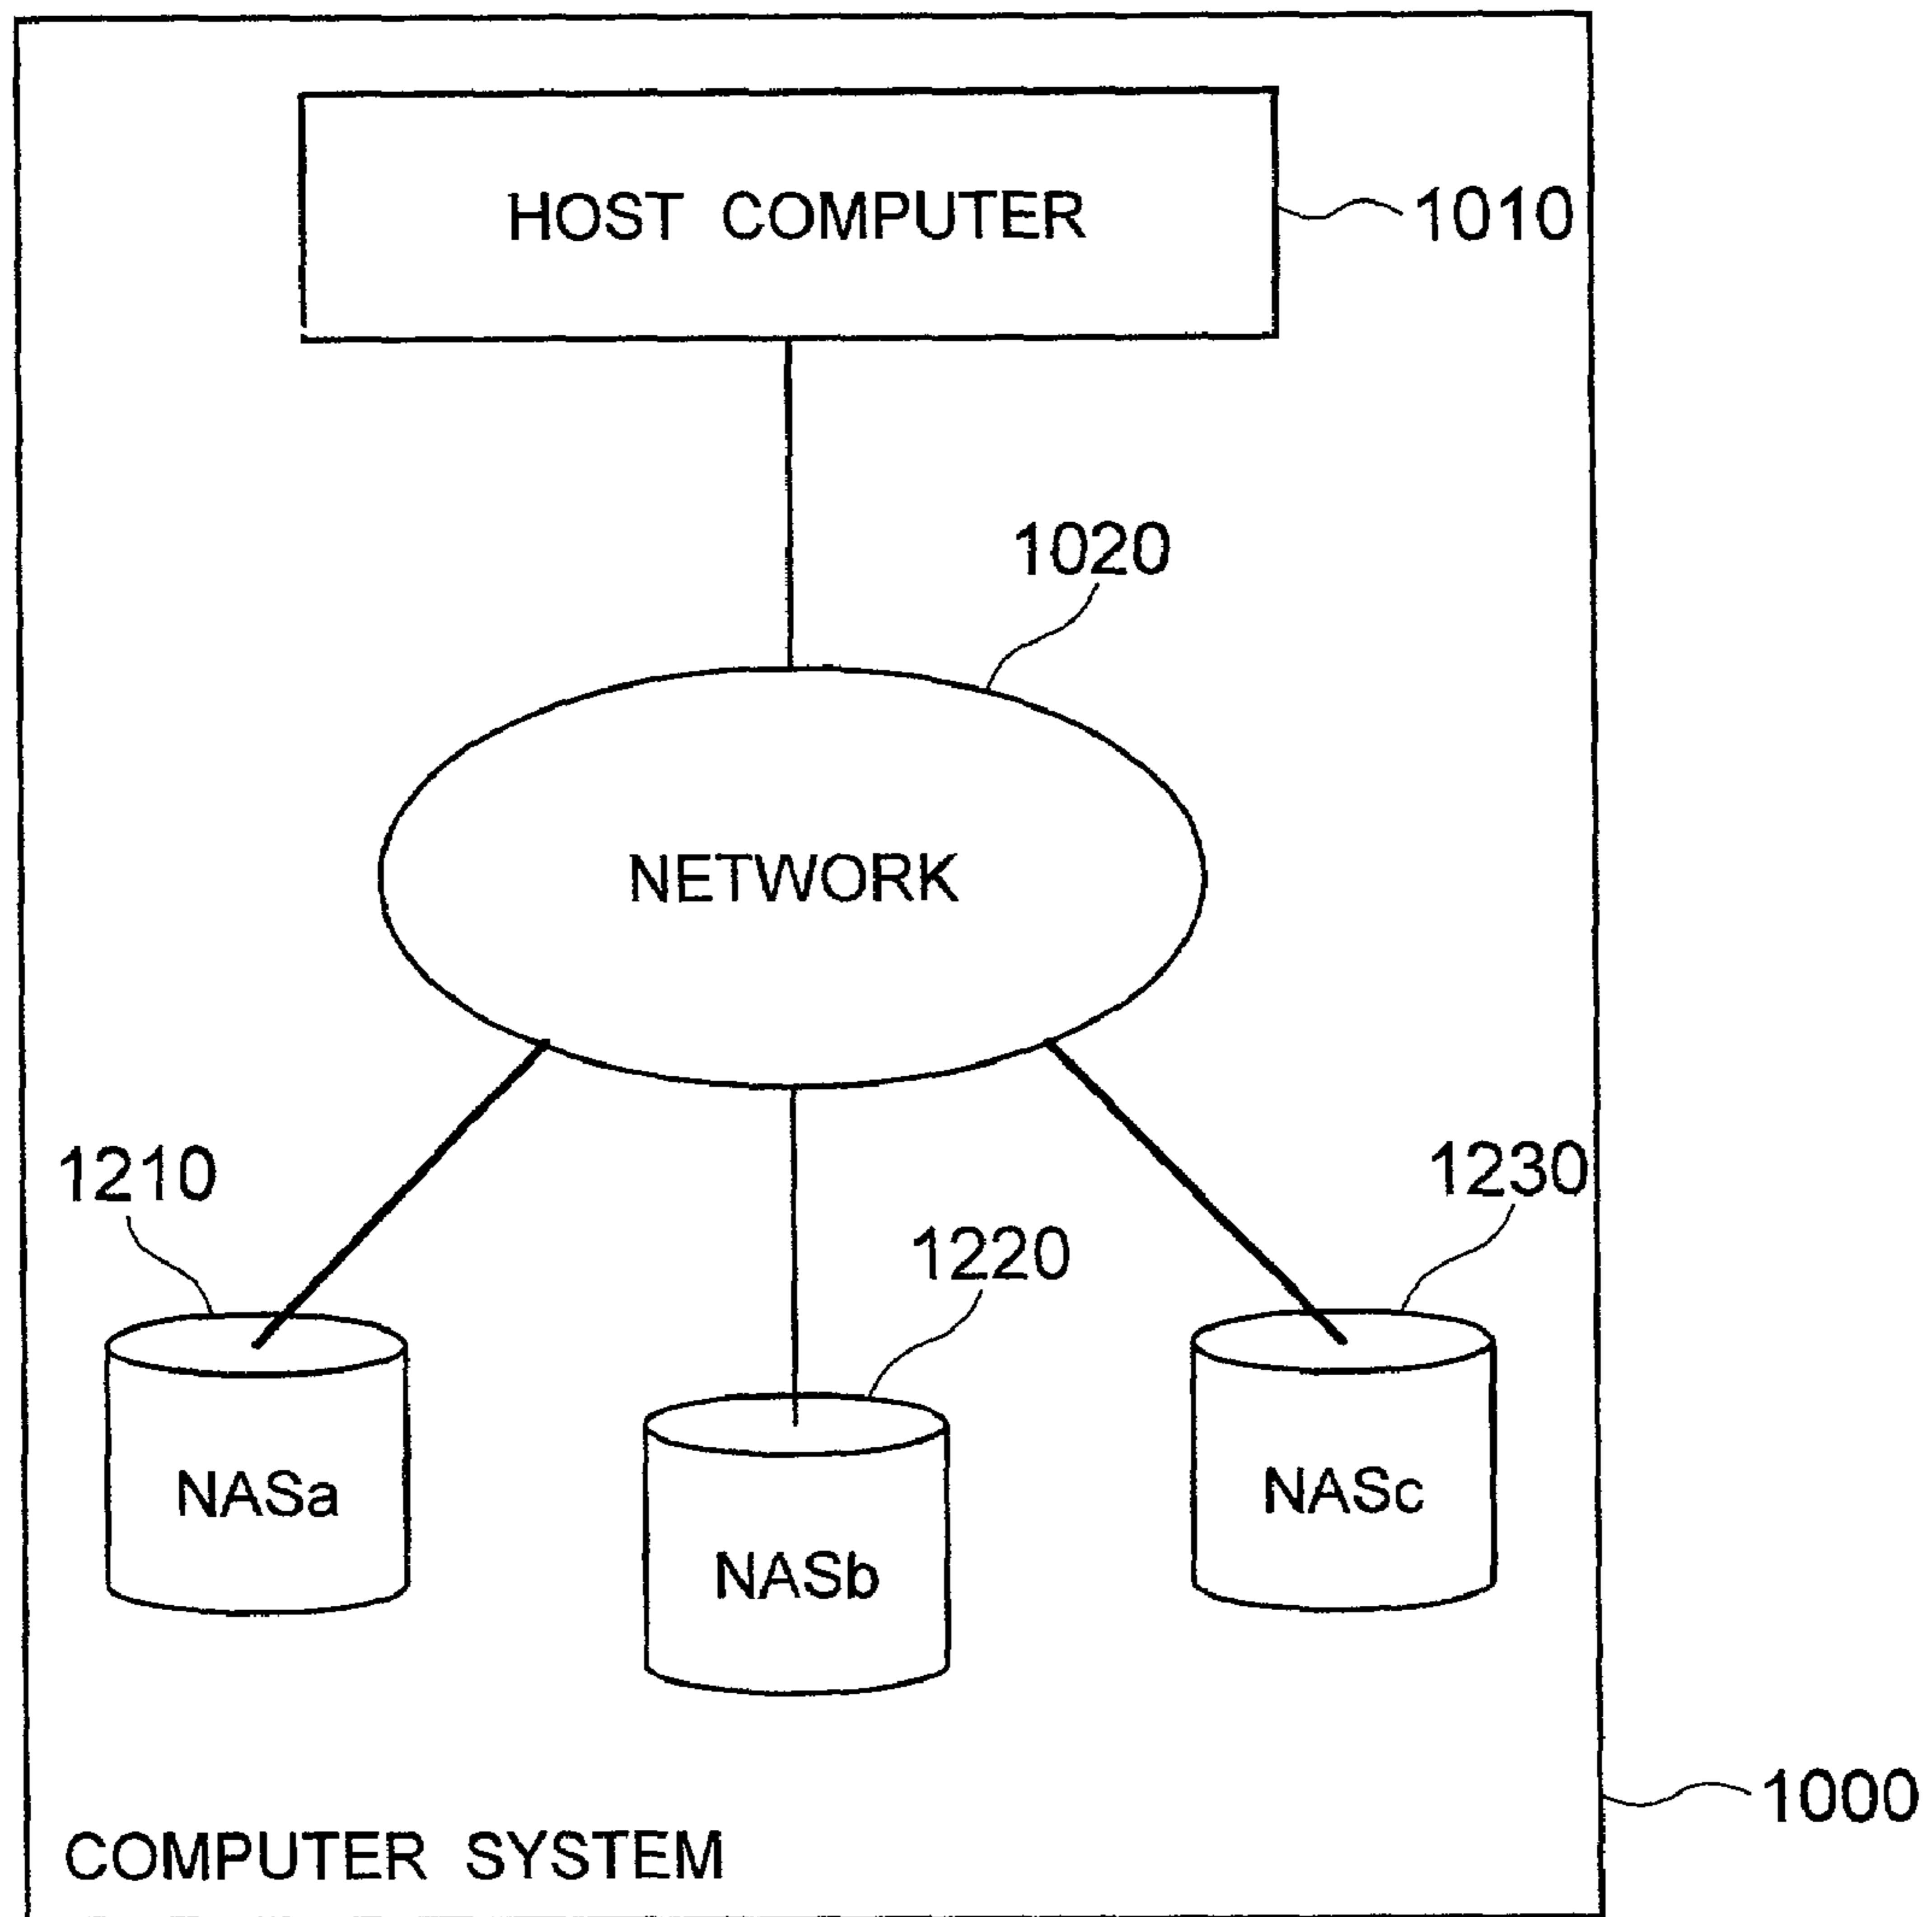 HOST COMPUTER
1010
1020
NETWORK
1210
1220
1230
NASa
NASb
NASc
1000
COMPUTER SYSTEM